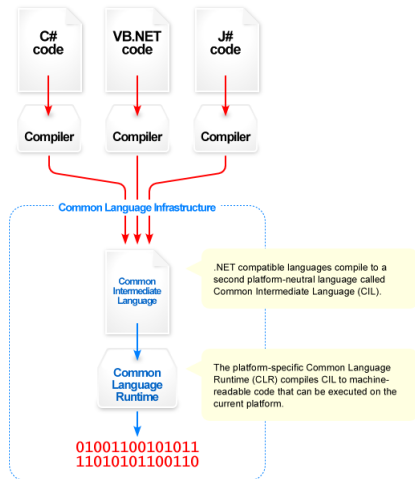 C#
code
VB.NET
code
J#
code
Compiler
Compiler
Compiler
Common Language Infrastructure
Common
Intermediate
Language
.NET compatible languages compile to a
second platform-neutral language called
Common Intermediate Language (CIL).
Common
Language
Runtime
The platform-specific Common Language
Runtime (CLR) compiles CIL to machine-
readable code that can be executed on the
current platform.
01001100101011
11010101100110